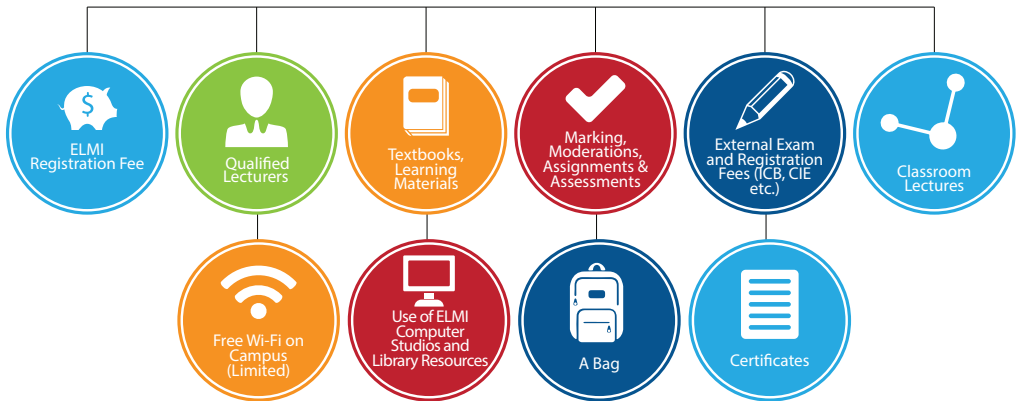 $
ELMI
Registration Fee
Qualified
Lecturers
Textbooks,
Learning
Materials
Marking,
Moderations,
Assignments &
Assessments
External Exam
and Registration
Fees (ICB, CIE
etc.)
Classroom
Lectures
Free Wi-Fi on
Campus
(Limited)
Use of ELMI
Computer
Studios and
Library Resources
A Bag
Certificates